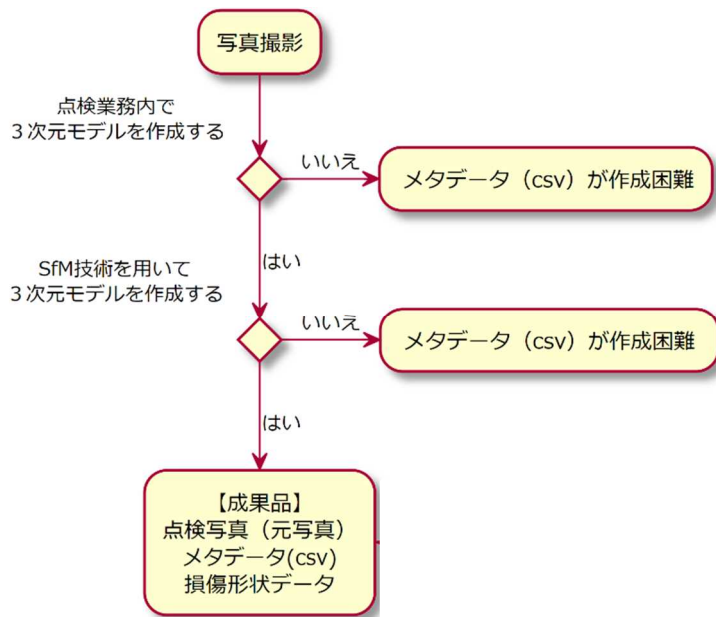 写真撮影
点検業務内で
３次元モデルを作成する
いいえ
メタデータ（csv）が作成困難
はい
SfM技術を用いて
３次元モデルを作成する
いいえ
メタデータ（csv）が作成困難
はい
【成果品】
点検写真（元写真）
メタデータ(csv)
損傷形状データ